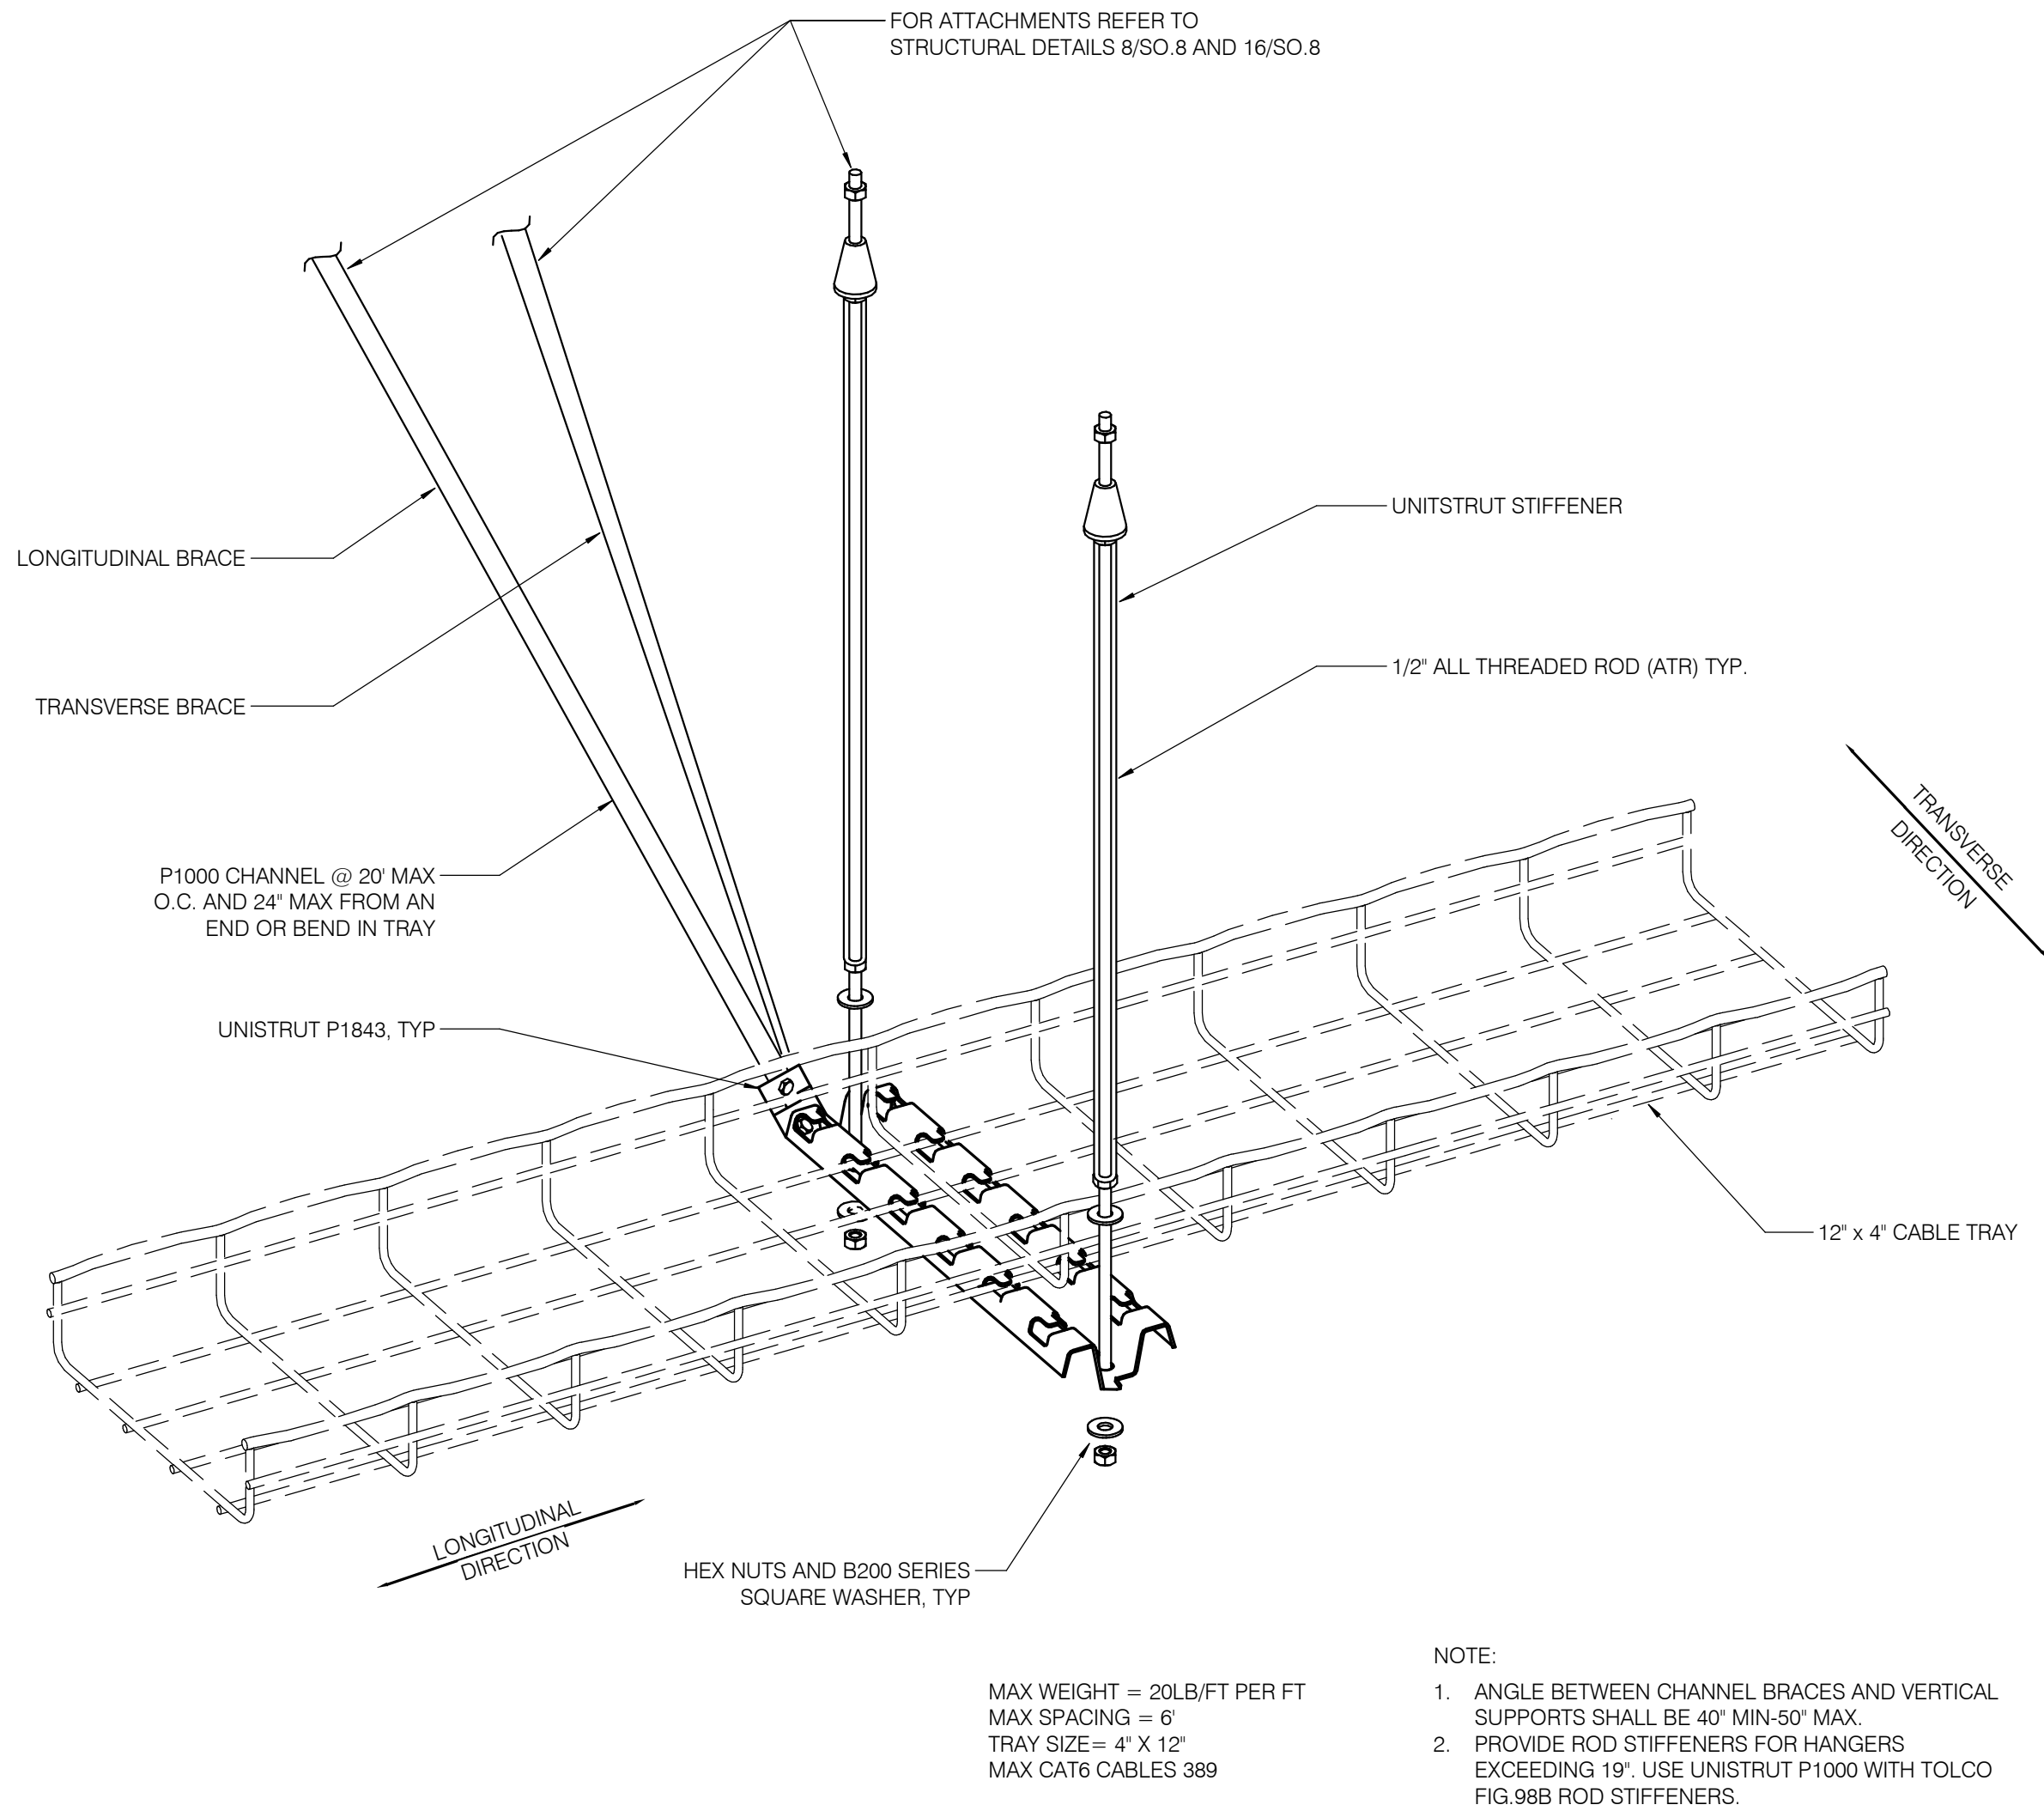 FOR ATTACHMENTS REFER TO
STRUCTURAL DETAILS 8/SO.8 AND 16/SO.8
UNITSTRUT STIFFENER
LONGITUDINAL BRACE
1/2" ALL THREADED ROD (ATR) TYP.
TRANSVERSE BRACE
TRANSVERSE
DIRECTION
P1000 CHANNEL @ 20' MAX
O.C. AND 24" MAX FROM AN
END OR BEND IN TRAY
UNISTRUT P1843, TYP
12" x 4" CABLE TRAY
LONGITUDINAL
DIRECTION
HEX NUTS AND B200 SERIES
SQUARE WASHER, TYP
MAX WEIGHT = 20LB/FT PER FT
MAX SPACING = 6'
TRAY SIZE= 4" X 12"
MAX CAT6 CABLES 389
NOTE:
1. ANGLE BETWEEN CHANNEL BRACES AND VERTICAL
SUPPORTS SHALL BE 40" MIN-50" MAX.
2. PROVIDE ROD STIFFENERS FOR HANGERS
EXCEEDING 19". USE UNISTRUT P1000 WITH TOLCO
FIG.98B ROD STIFFENERS.